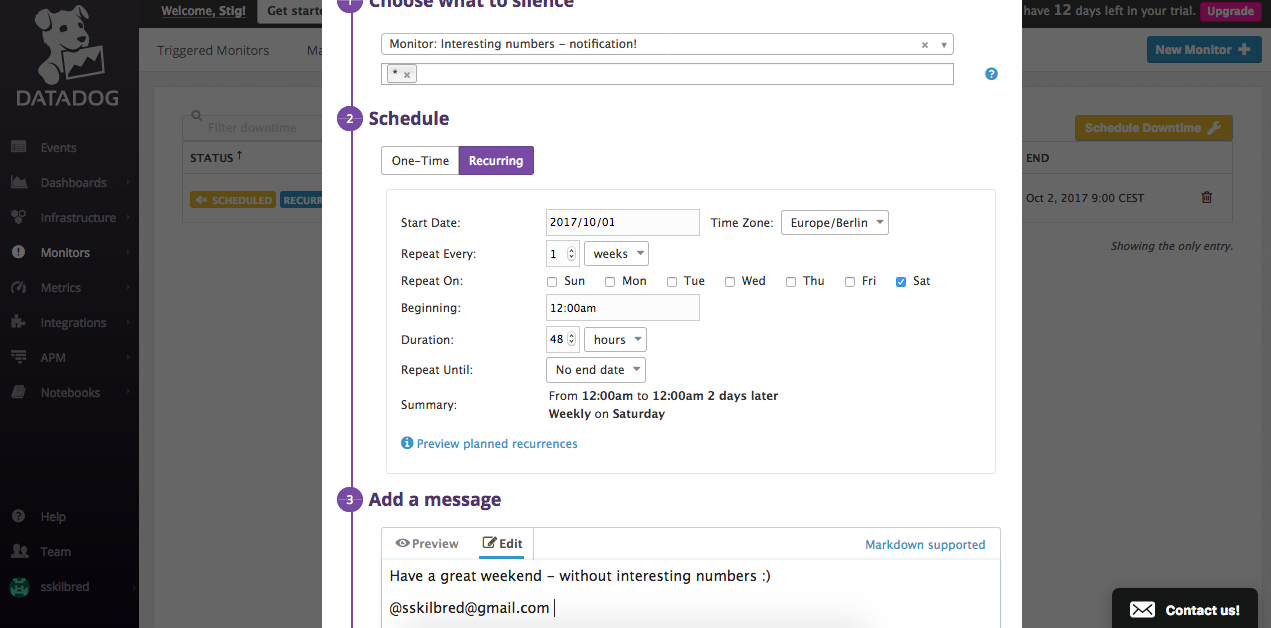 Welcome, Stig!
Get starte
have 12 days left in your trial.
Upgrade
DATADOG
Events
Dashboards
Infrastructure
Monitors
Metrics
Integrations
APM
Notebooks
Help
Team
sskilbred
Triggered Monitors
Ma
New Monitor
Filter downtime
Schedule Downtime
STATUS
END
SCHEDULED
RECURR
Oct 2, 2017 9:00 CEST
Showing the only entry.
1 Choose what to silence
Monitor: Interesting numbers – notification! ×
* ×
?
2 Schedule
One-Time Recurring
Start Date: 2017/10/01 Time Zone: Europe/Berlin
Repeat Every: 1 weeks
Repeat On: Sun Mon Tue Wed Thu Fri Sat
Beginning: 12:00am
Duration: 48 hours
Repeat Until: No end date
Summary: From 12:00am to 12:00am 2 days later
Weekly on Saturday
Preview planned recurrences
3 Add a message
Preview Edit Markdown supported
Have a great weekend – without interesting numbers :)
@sskilbred@gmail.com
Contact us!